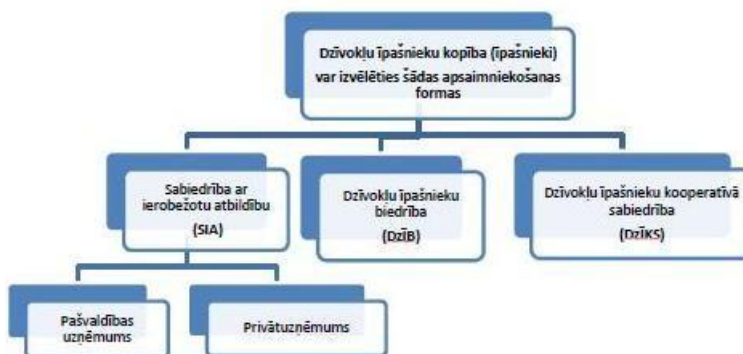 Dzīvokļu īpašnieku kopība (īpašnieki)
var izvēlēties šādas apsaimniekošanas
formas
Sabiedrība ar
ierobežotu atbildību
(SIA)
Dzīvokļu īpašnieku
biedrība
(DzīB)
Dzīvokļu īpašnieku kooperatīvā
sabiedrība
(DzīKS)
Pašvaldības
uzņēmums
Privātuzņēmums